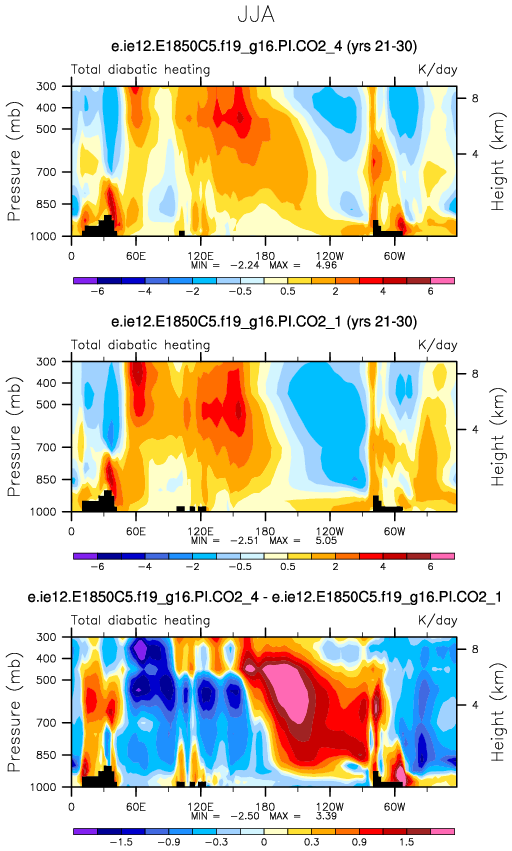 JJA
e.ie12.E1850C5.f19_g16.PI.CO2_4 (yrs 21-30)
Total diabatic heating K/day
Pressure (mb)
300
400
500
700
850
1000
8
4
Height (km)
0 60E 120E 180 120W 60W
MIN = -2.24 MAX = 4.96
-6 -4 -2 -0.5 0.5 2 4 6
e.ie12.E1850C5.f19_g16.PI.CO2_1 (yrs 21-30)
Total diabatic heating K/day
Pressure (mb)
300
400
500
700
850
1000
8
4
Height (km)
0 60E 120E 180 120W 60W
MIN = -2.51 MAX = 5.05
-6 -4 -2 -0.5 0.5 2 4 6
e.ie12.E1850C5.f19_g16.PI.CO2_4 - e.ie12.E1850C5.f19_g16.PI.CO2_1
Total diabatic heating K/day
Pressure (mb)
300
400
500
700
850
1000
8
4
Height (km)
0 60E 120E 180 120W 60W
MIN = -2.50 MAX = 3.39
-1.5 -0.9 -0.3 0 0.3 0.9 1.5